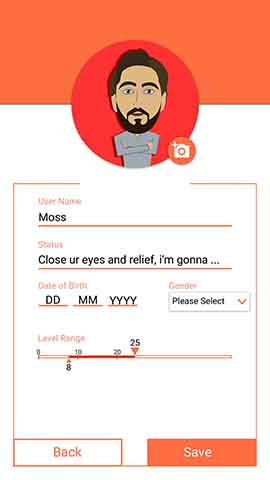 User Name
Moss
Status
Close ur eyes and relief, i'm gonna ...
Date of Birth Gender
DD MM YYYY Please Select
Level Range
25
0 10 20
8
Back Save